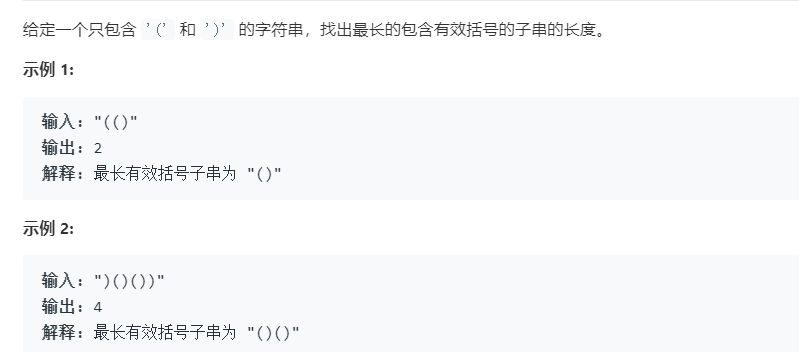 给定一个只包含 '(' 和 ')' 的字符串，找出最长的包含有效括号的子串的长度。
示例 1:
输入: "(()"
输出: 2
解释: 最长有效括号子串为 "()"
示例 2:
输入: ")()())"
输出: 4
解释: 最长有效括号子串为 "()()"